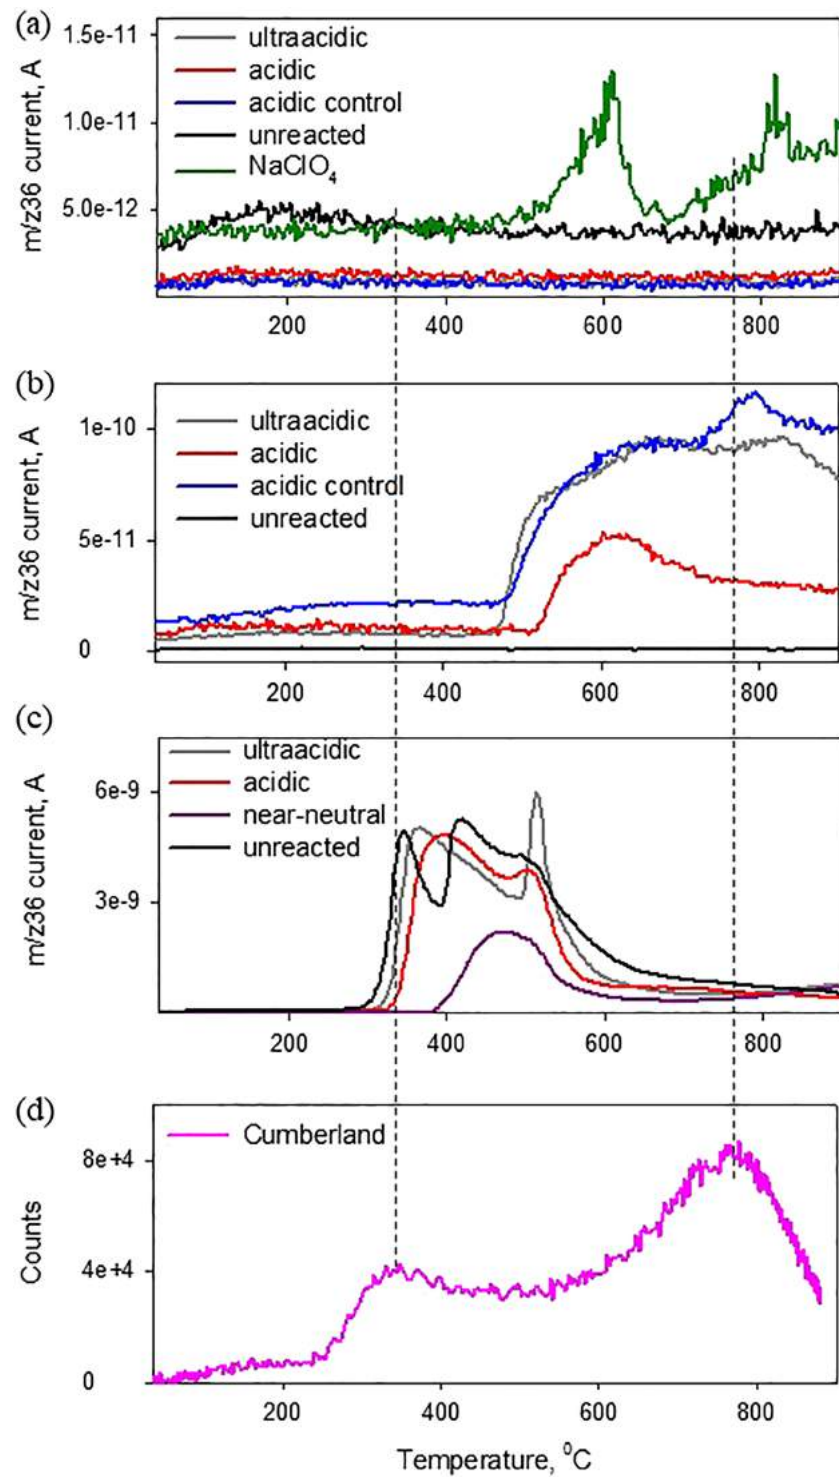 (a)
1.5e-11
1.0e-11
5.0e-12
m/z36 current, A
ultraacidic
acidic
acidic control
unreacted
NaClO₄
200 400 600 800
(b)
1e-10
5e-11
0
m/z36 current, A
ultraacidic
acidic
acidic control
unreacted
200 400 600 800
(c)
6e-9
3e-9
m/z36 current, A
ultraacidic
acidic
near-neutral
unreacted
200 400 600 800
(d)
8e+4
4e+4
0
Counts
Cumberland
200 400 600 800
Temperature, ⁰C